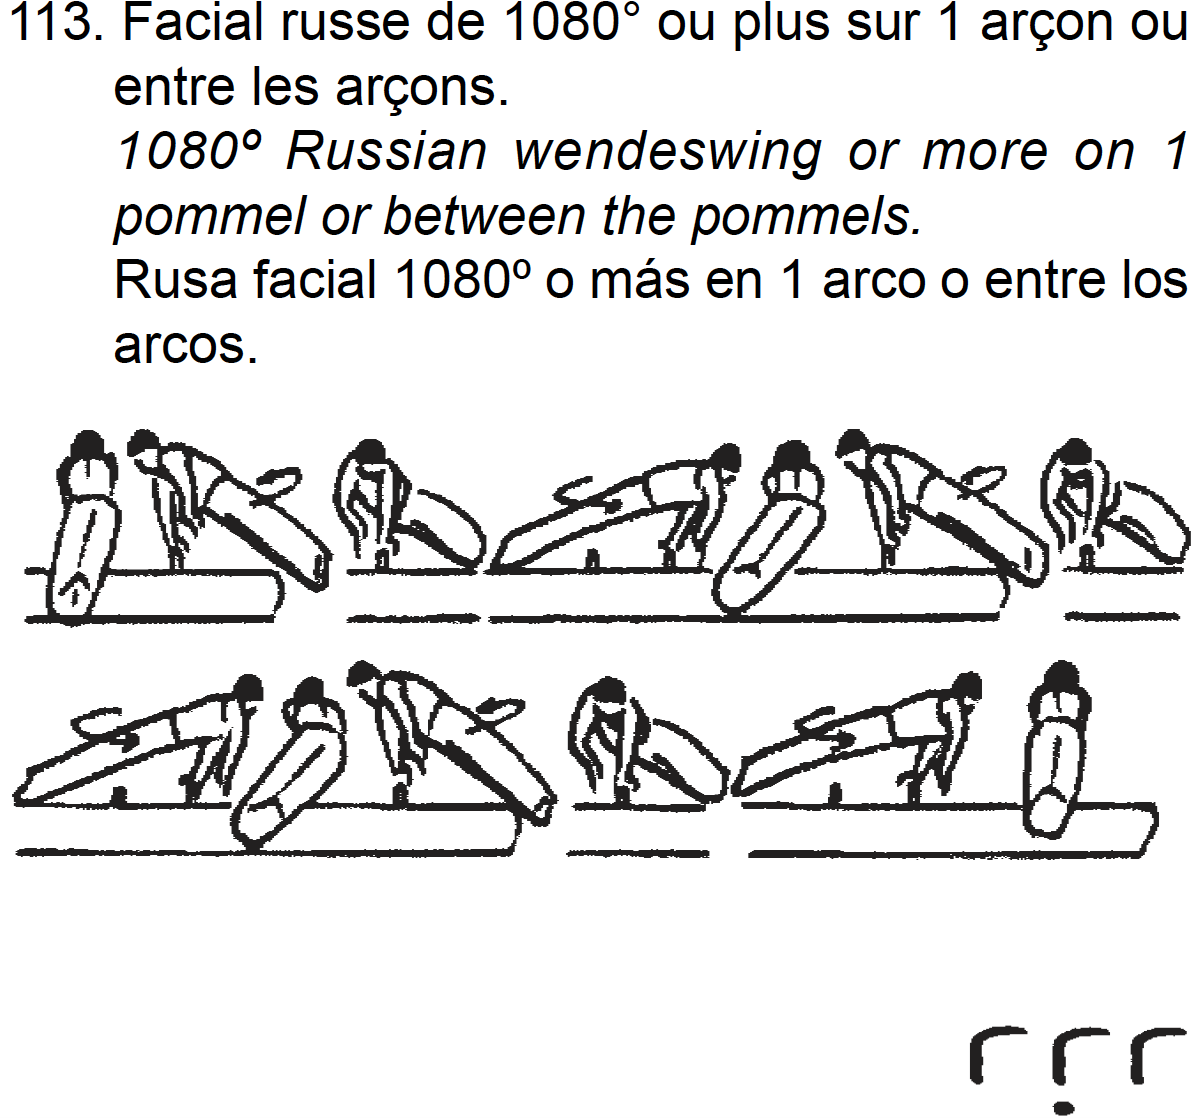 113. Facial russe de 1080° ou plus sur 1 arçon ou
entre les arçons.
1080º Russian wendeswing or more on 1
pommel or between the pommels.
Rusa facial 1080º o más en 1 arco o entre los
arcos.